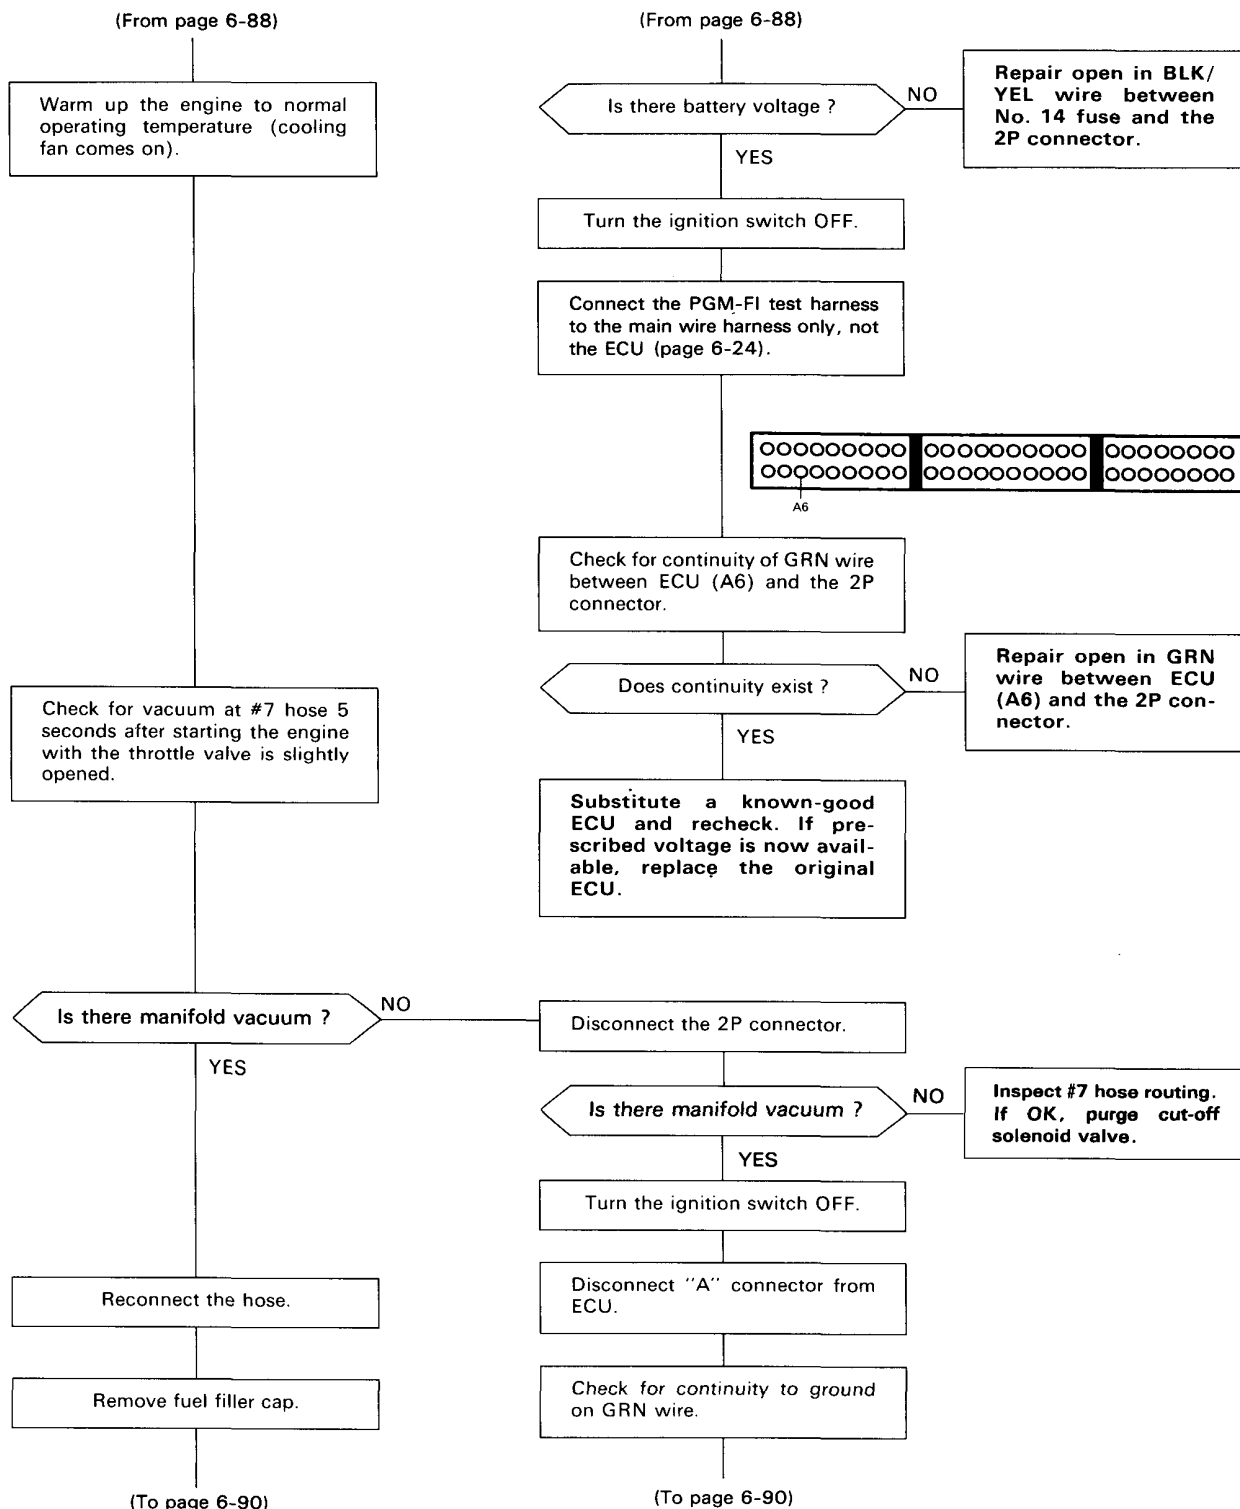 (From page 6-88)
Warm up the engine to normal
operating temperature (cooling
fan comes on).
Check for vacuum at #7 hose 5
seconds after starting the engine
with the throttle valve is slightly
opened.
Is there manifold vacuum ?
NO
YES
Reconnect the hose.
Remove fuel filler cap.
(To page 6-90)
(From page 6-88)
Is there battery voltage ?
NO
Repair open in BLK/
YEL wire between
No. 14 fuse and the
2P connector.
YES
Turn the ignition switch OFF.
Connect the PGM-FI test harness
to the main wire harness only, not
the ECU (page 6-24).
A6
Check for continuity of GRN wire
between ECU (A6) and the 2P
connector.
Does continuity exist ?
NO
Repair open in GRN
wire between ECU
(A6) and the 2P con-
nector.
YES
Substitute a known-good
ECU and recheck. If pre-
scribed voltage is now avail-
able, replace the original
ECU.
Disconnect the 2P connector.
Is there manifold vacuum ?
NO
Inspect #7 hose routing.
If OK, purge cut-off
solenoid valve.
YES
Turn the ignition switch OFF.
Disconnect "A" connector from
ECU.
Check for continuity to ground
on GRN wire.
(To page 6-90)